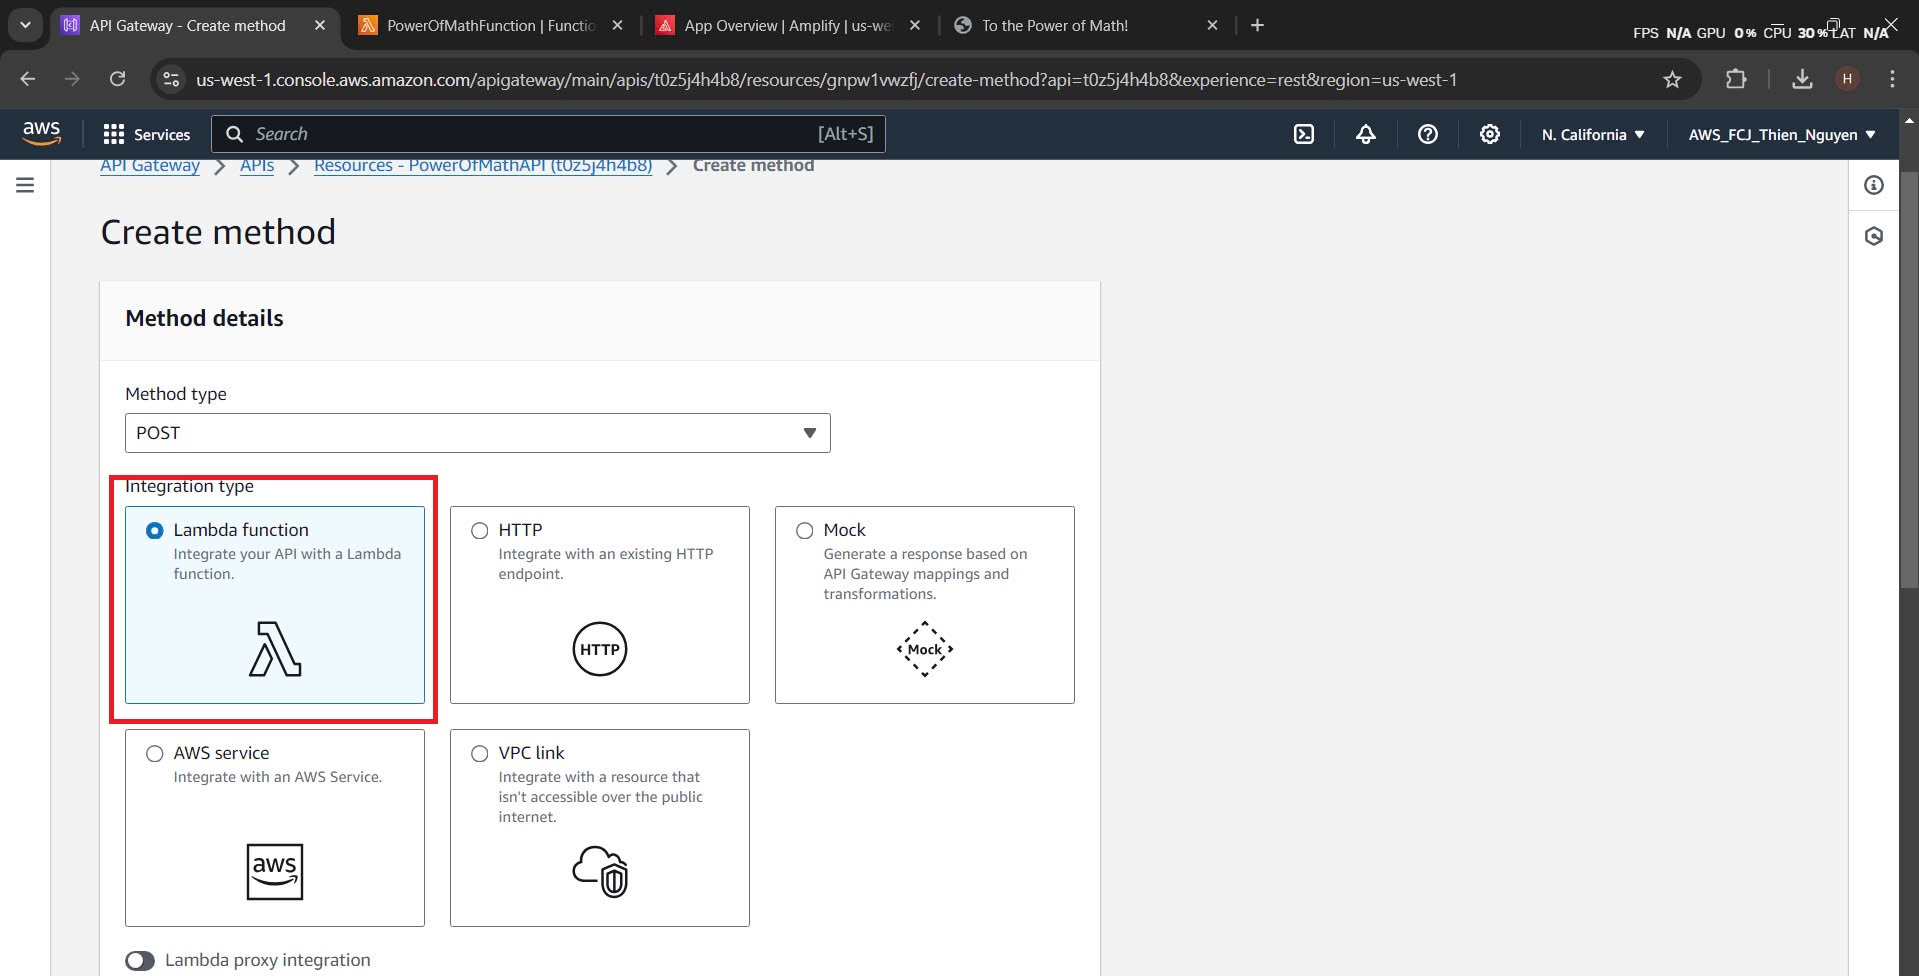 API Gateway - Create method
PowerOfMathFunction | Functio
App Overview | Amplify | us-we
To the Power of Math!
FPS N/A GPU 0% CPU 30% LAT N/A
us-west-1.console.aws.amazon.com/apigateway/main/apis/t0z5j4h4b8/resources/gnpw1vwzfj/create-method?api=t0z5j4h4b8&experience=rest&region=us-west-1
H
aws
Services
Search
[Alt+S]
N. California
AWS_FCJ_Thien_Nguyen
API Gateway
APIs
Resources - PowerOfMathAPI (t0z5j4h4b8)
Create method
Create method
Method details
Method type
POST
Integration type
Lambda function
Integrate your API with a Lambda
function.
HTTP
Integrate with an existing HTTP
endpoint.
HTTP
Mock
Generate a response based on
API Gateway mappings and
transformations.
Mock
AWS service
Integrate with an AWS Service.
aws
VPC link
Integrate with a resource that
isn't accessible over the public
internet.
Lambda proxy integration